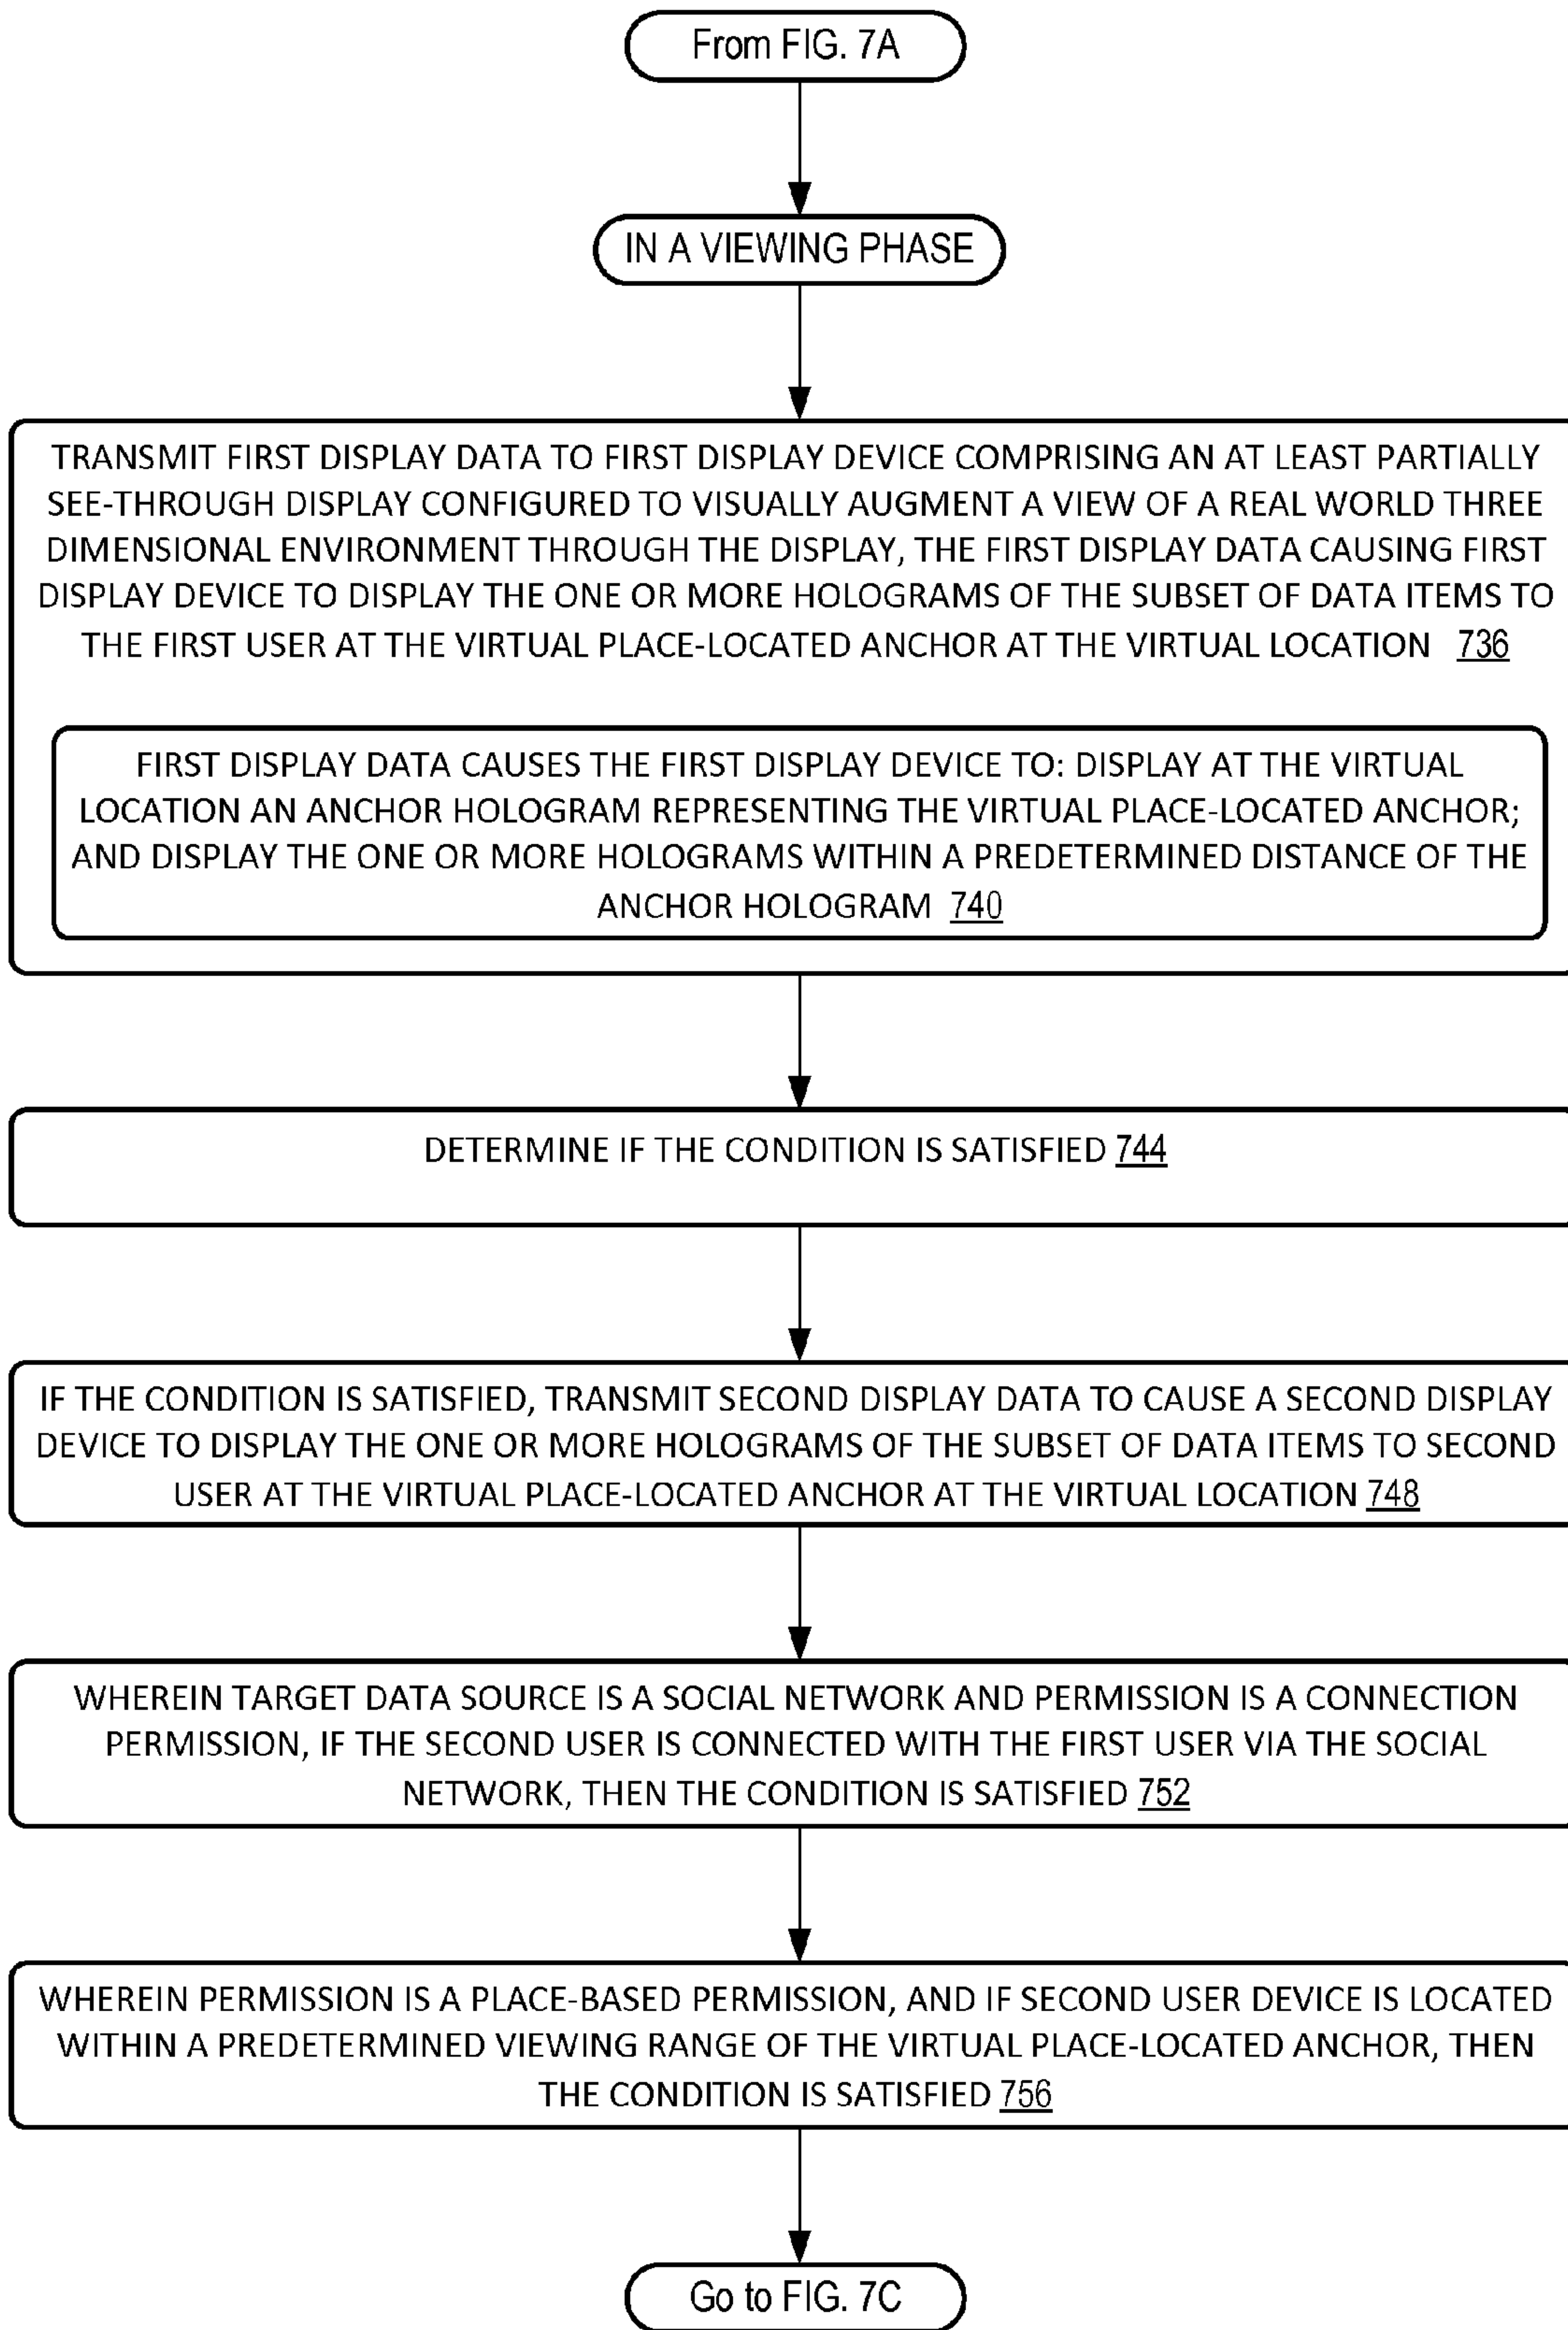 From FIG. 7A
IN A VIEWING PHASE
TRANSMIT FIRST DISPLAY DATA TO FIRST DISPLAY DEVICE COMPRISING AN AT LEAST PARTIALLY
SEE-THROUGH DISPLAY CONFIGURED TO VISUALLY AUGMENT A VIEW OF A REAL WORLD THREE
DIMENSIONAL ENVIRONMENT THROUGH THE DISPLAY, THE FIRST DISPLAY DATA CAUSING FIRST
DISPLAY DEVICE TO DISPLAY THE ONE OR MORE HOLOGRAMS OF THE SUBSET OF DATA ITEMS TO
THE FIRST USER AT THE VIRTUAL PLACE-LOCATED ANCHOR AT THE VIRTUAL LOCATION 736
FIRST DISPLAY DATA CAUSES THE FIRST DISPLAY DEVICE TO: DISPLAY AT THE VIRTUAL
LOCATION AN ANCHOR HOLOGRAM REPRESENTING THE VIRTUAL PLACE-LOCATED ANCHOR;
AND DISPLAY THE ONE OR MORE HOLOGRAMS WITHIN A PREDETERMINED DISTANCE OF THE
ANCHOR HOLOGRAM 740
DETERMINE IF THE CONDITION IS SATISFIED 744
IF THE CONDITION IS SATISFIED, TRANSMIT SECOND DISPLAY DATA TO CAUSE A SECOND DISPLAY
DEVICE TO DISPLAY THE ONE OR MORE HOLOGRAMS OF THE SUBSET OF DATA ITEMS TO SECOND
USER AT THE VIRTUAL PLACE-LOCATED ANCHOR AT THE VIRTUAL LOCATION 748
WHEREIN TARGET DATA SOURCE IS A SOCIAL NETWORK AND PERMISSION IS A CONNECTION
PERMISSION, IF THE SECOND USER IS CONNECTED WITH THE FIRST USER VIA THE SOCIAL
NETWORK, THEN THE CONDITION IS SATISFIED 752
WHEREIN PERMISSION IS A PLACE-BASED PERMISSION, AND IF SECOND USER DEVICE IS LOCATED
WITHIN A PREDETERMINED VIEWING RANGE OF THE VIRTUAL PLACE-LOCATED ANCHOR, THEN
THE CONDITION IS SATISFIED 756
Go to FIG. 7C